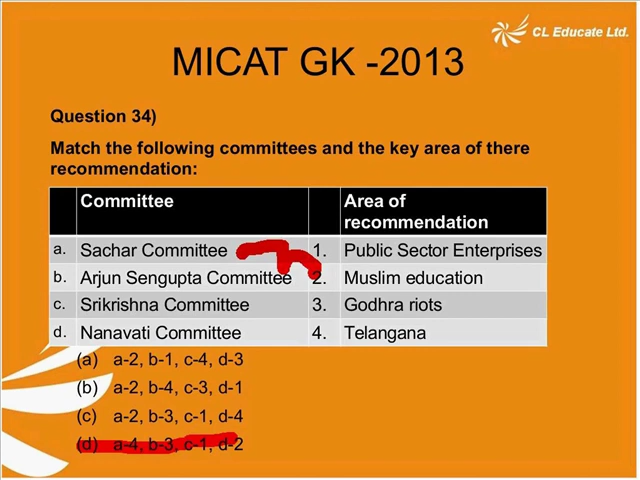 CL Educate Ltd.
MICAT GK -2013
Question 34)
Match the following committees and the key area of there
recommendation:
Committee Area of
recommendation
a. Sachar Committee 1. Public Sector Enterprises
b. Arjun Sengupta Committee 2. Muslim education
c. Srikrishna Committee 3. Godhra riots
d. Nanavati Committee 4. Telangana
(a) a-2, b-1, c-4, d-3
(b) a-2, b-4, c-3, d-1
(c) a-2, b-3, c-1, d-4
(d) a-4, b-3, c-1, d-2